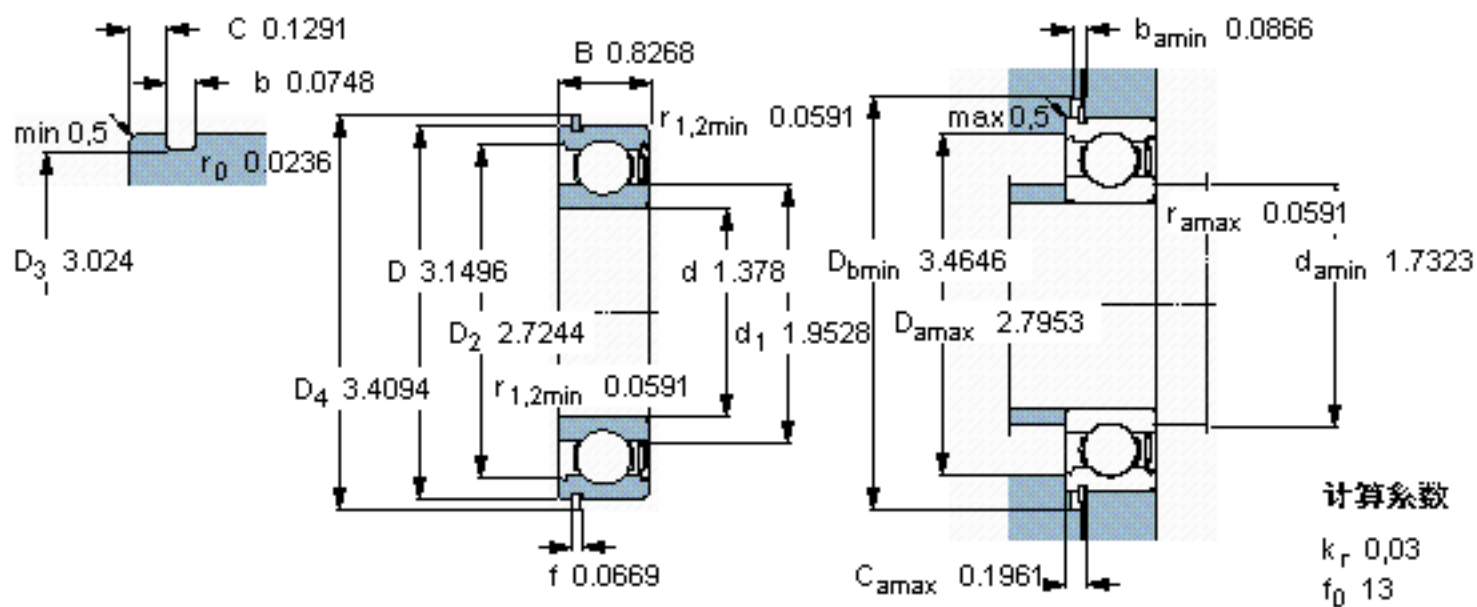 C 0.1291
b 0.0748
min 0,5
r0 0.0236
D3 3.024
B 0.8268
r1,2min 0.0591
D 3.1496
d 1.378
D2 2.7244
d1 1.9528
D4 3.4094
r1,2min 0.0591
f 0.0669
bamin 0.0866
max 0,5
ramax 0.0591
Dbmin 3.4646
damin 1.7323
Damax 2.7953
Camax 0.1961
计算系数
kr 0,03
f0 13